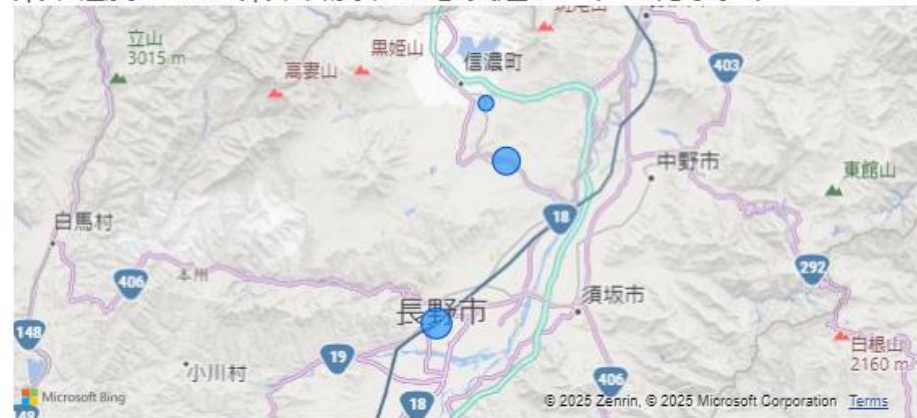 立山
3015 m
黒姫山
信濃町
高妻山
403
中野市
東館山
白馬村
18
本州
406
292
長野市
須坂市
148
19
白根山
2160 m
小川村
406
18
Microsoft Bing
© 2025 Zenrin, © 2025 Microsoft Corporation Terms
148